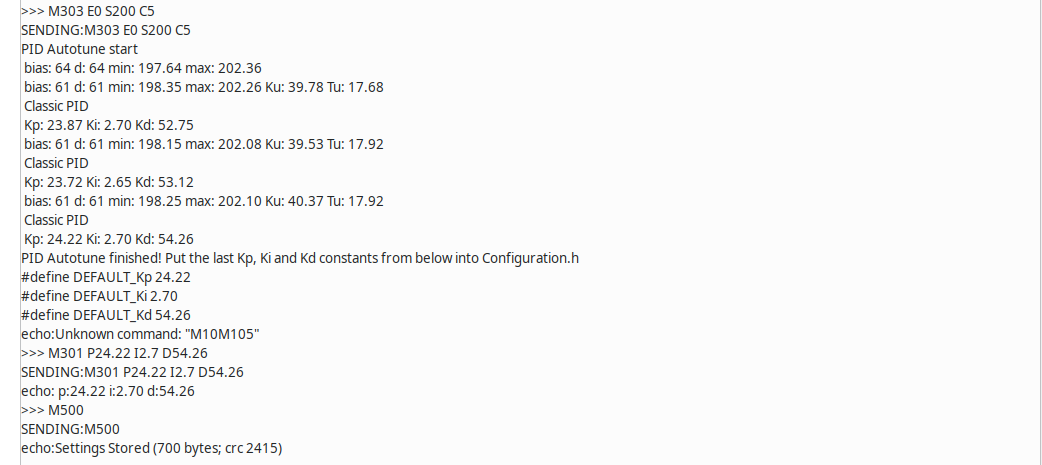 >>> M303 E0 S200 C5
SENDING:M303 E0 S200 C5
PID Autotune start
bias: 64 d: 64 min: 197.64 max: 202.36
bias: 61 d: 61 min: 198.35 max: 202.26 Ku: 39.78 Tu: 17.68
Classic PID
Kp: 23.87 Ki: 2.70 Kd: 52.75
bias: 61 d: 61 min: 198.15 max: 202.08 Ku: 39.53 Tu: 17.92
Classic PID
Kp: 23.72 Ki: 2.65 Kd: 53.12
bias: 61 d: 61 min: 198.25 max: 202.10 Ku: 40.37 Tu: 17.92
Classic PID
Kp: 24.22 Ki: 2.70 Kd: 54.26
PID Autotune finished! Put the last Kp, Ki and Kd constants from below into Configuration.h
#define DEFAULT_Kp 24.22
#define DEFAULT_Ki 2.70
#define DEFAULT_Kd 54.26
echo:Unknown command: "M10M105"
>>> M301 P24.22 I2.7 D54.26
SENDING:M301 P24.22 I2.7 D54.26
echo: p:24.22 i:2.70 d:54.26
>>> M500
SENDING:M500
echo:Settings Stored (700 bytes; crc 2415)